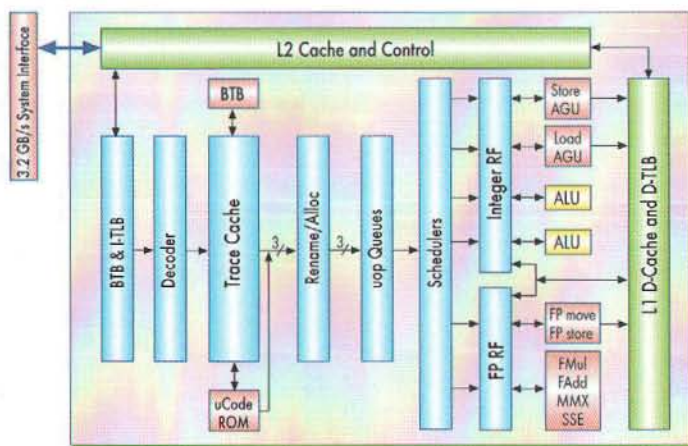 3.2 GB/s System Interface
L2 Cache and Control
BTB
BTB & I-TLB
Decoder
Trace Cache
uCode
ROM
3
Rename/Alloc
3
uop Queues
Schedulers
Integer RF
FP RF
Store
AGU
Load
AGU
ALU
ALU
FP move
FP store
FMul
FAdd
MMX
SSE
L1 D-Cache and D-TLB